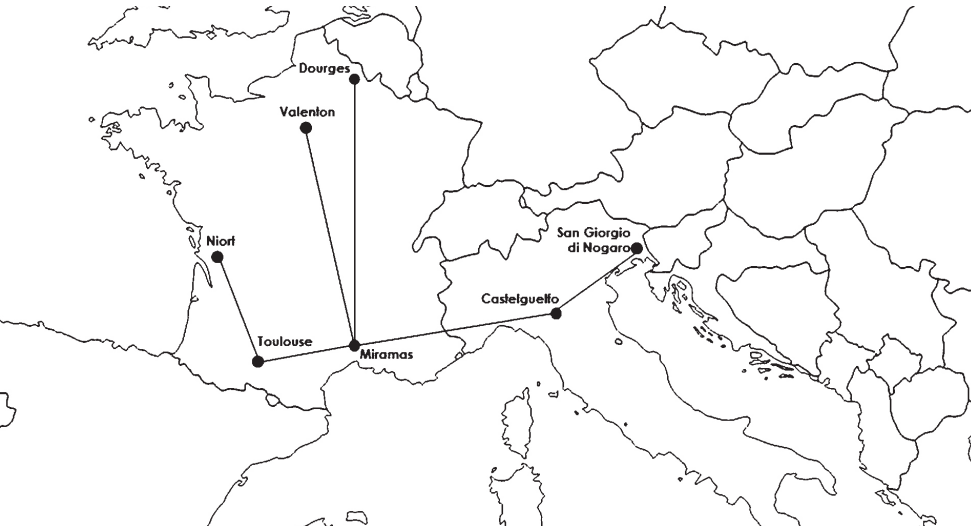 Dourges
Valenton
Niort
San Giorgio
di Nogaro
Castelguelfo
Toulouse
Miramas